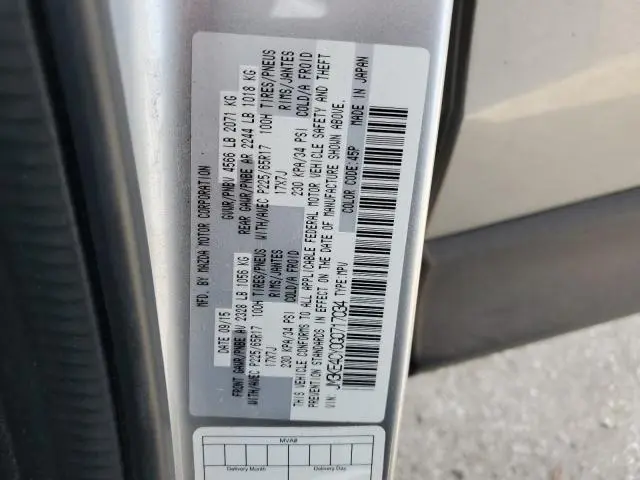 MFD. BY MAZDA MOTOR CORPORATION
DATE: 09/15 GVWR/PNBV 4566 LB 2071 KG
FRONT GAWR/PNBE AV 2328 LB 1056 KG REAR GAWR/PNBE AR 2244 LB 1018 KG
WITH/AVEC P225/65R17 100H TIRES/PNEUS WITH/AVEC P225/65R17 100H TIRES/PNEUS
17X7J RIMS/JANTES 17X7J RIMS/JANTES
230 KPA/34 PSI COLD/A FROID 230 KPA/34 PSI COLD/A FROID
THIS VEHICLE CONFORMS TO ALL APPLICABLE FEDERAL MOTOR VEHICLE SAFETY AND THEFT
PREVENTION STANDARDS IN EFFECT ON THE DATE OF MANUFACTURE SHOWN ABOVE.
VIN: JM3KE4CY0G0717034 TYPE:MPV COLOR CODE:45P MADE IN JAPAN
MVA#
Delivery Month Delivery Day